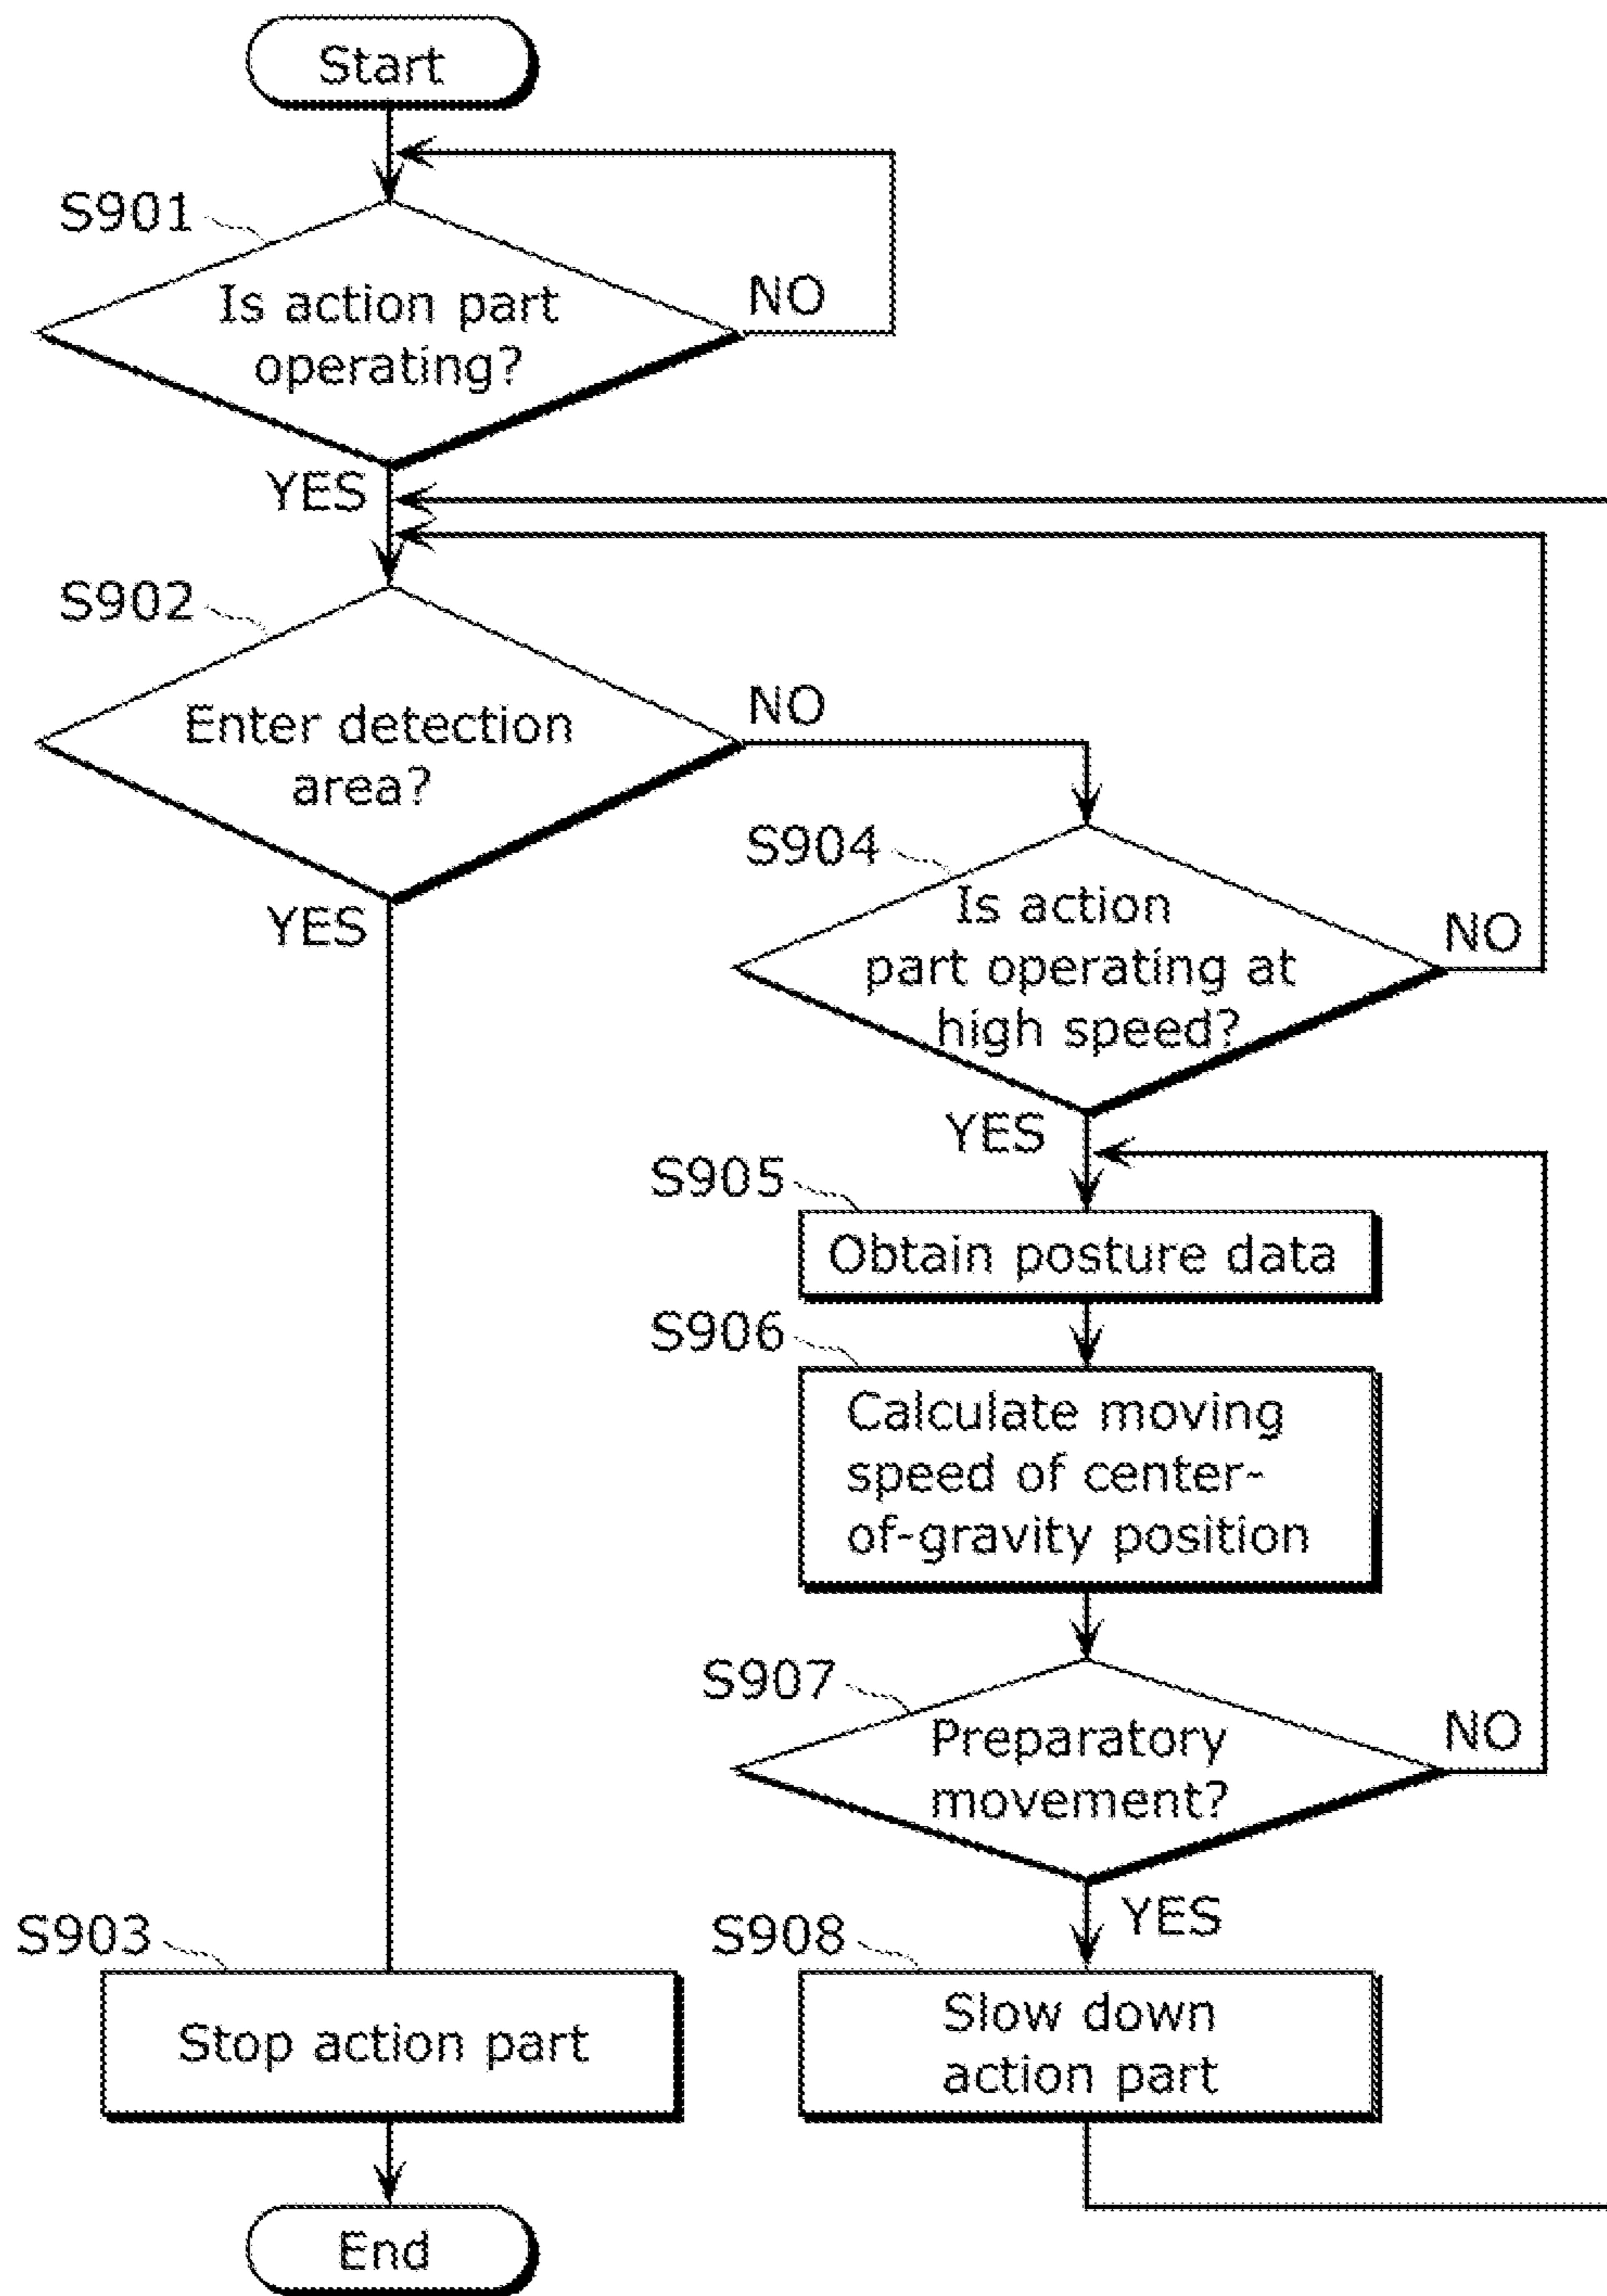 Start
S901
Is action part
operating?
NO
YES
S902
Enter detection
area?
NO
YES
S904
Is action
part operating at
high speed?
NO
YES
S905
Obtain posture data
S906
Calculate moving
speed of center-
of-gravity position
S907
Preparatory
movement?
NO
YES
S903
Stop action part
S908
Slow down
action part
End